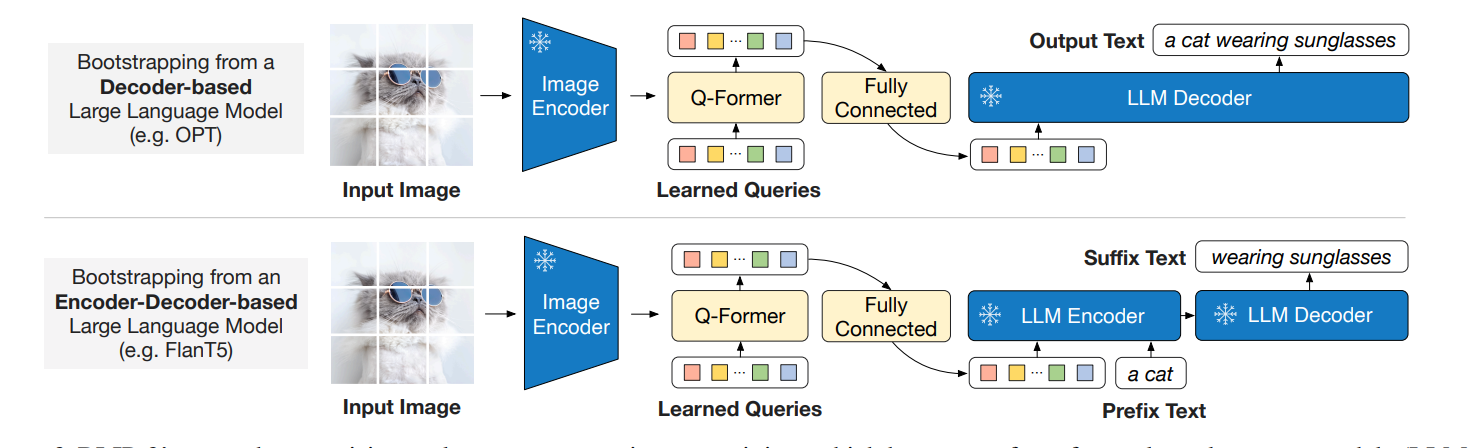 Bootstrapping from a
Decoder-based
Large Language Model
(e.g. OPT)
Input Image
Image
Encoder
Q-Former
Learned Queries
Fully
Connected
Output Text
a cat wearing sunglasses
LLM Decoder
Bootstrapping from an
Encoder-Decoder-based
Large Language Model
(e.g. FlanT5)
Input Image
Image
Encoder
Q-Former
Learned Queries
Fully
Connected
Suffix Text
wearing sunglasses
LLM Encoder
LLM Decoder
a cat
Prefix Text